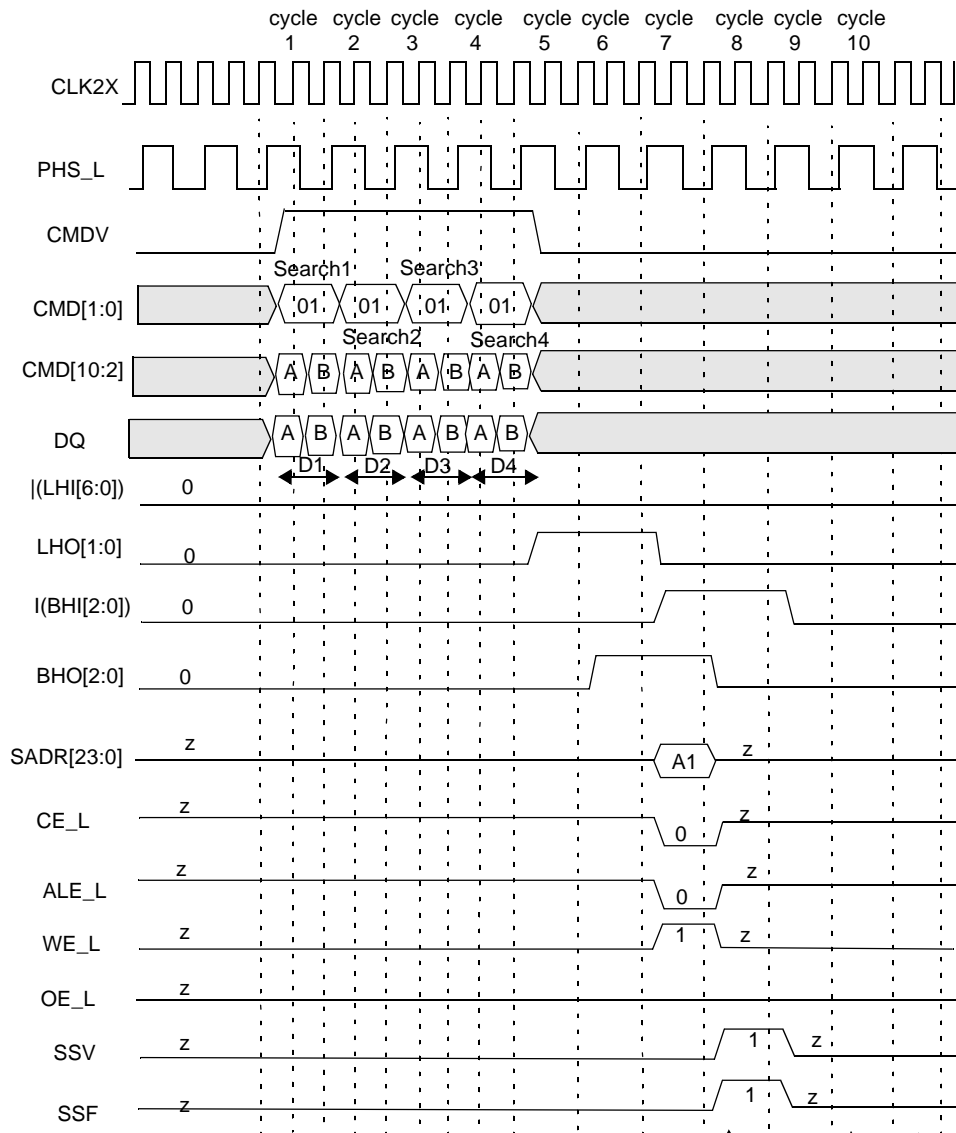 cycle cycle cycle cycle cycle cycle cycle cycle cycle cycle
1 2 3 4 5 6 7 8 9 10
CLK2X
PHS_L
CMDV
Search1 Search3
CMD[1:0] 01 01 01 01
Search2 Search4
CMD[10:2] A B A B A B A B
DQ A B A B A B A B
D1 D2 D3 D4
|(LHI[6:0]) 0
LHO[1:0] 0
I(BHI[2:0]) 0
BHO[2:0] 0
SADR[23:0] z A1 z
CE_L z 0 z
ALE_L z 0 z
WE_L z 1 z
OE_L z
SSV z 1 z
SSF z 1 z